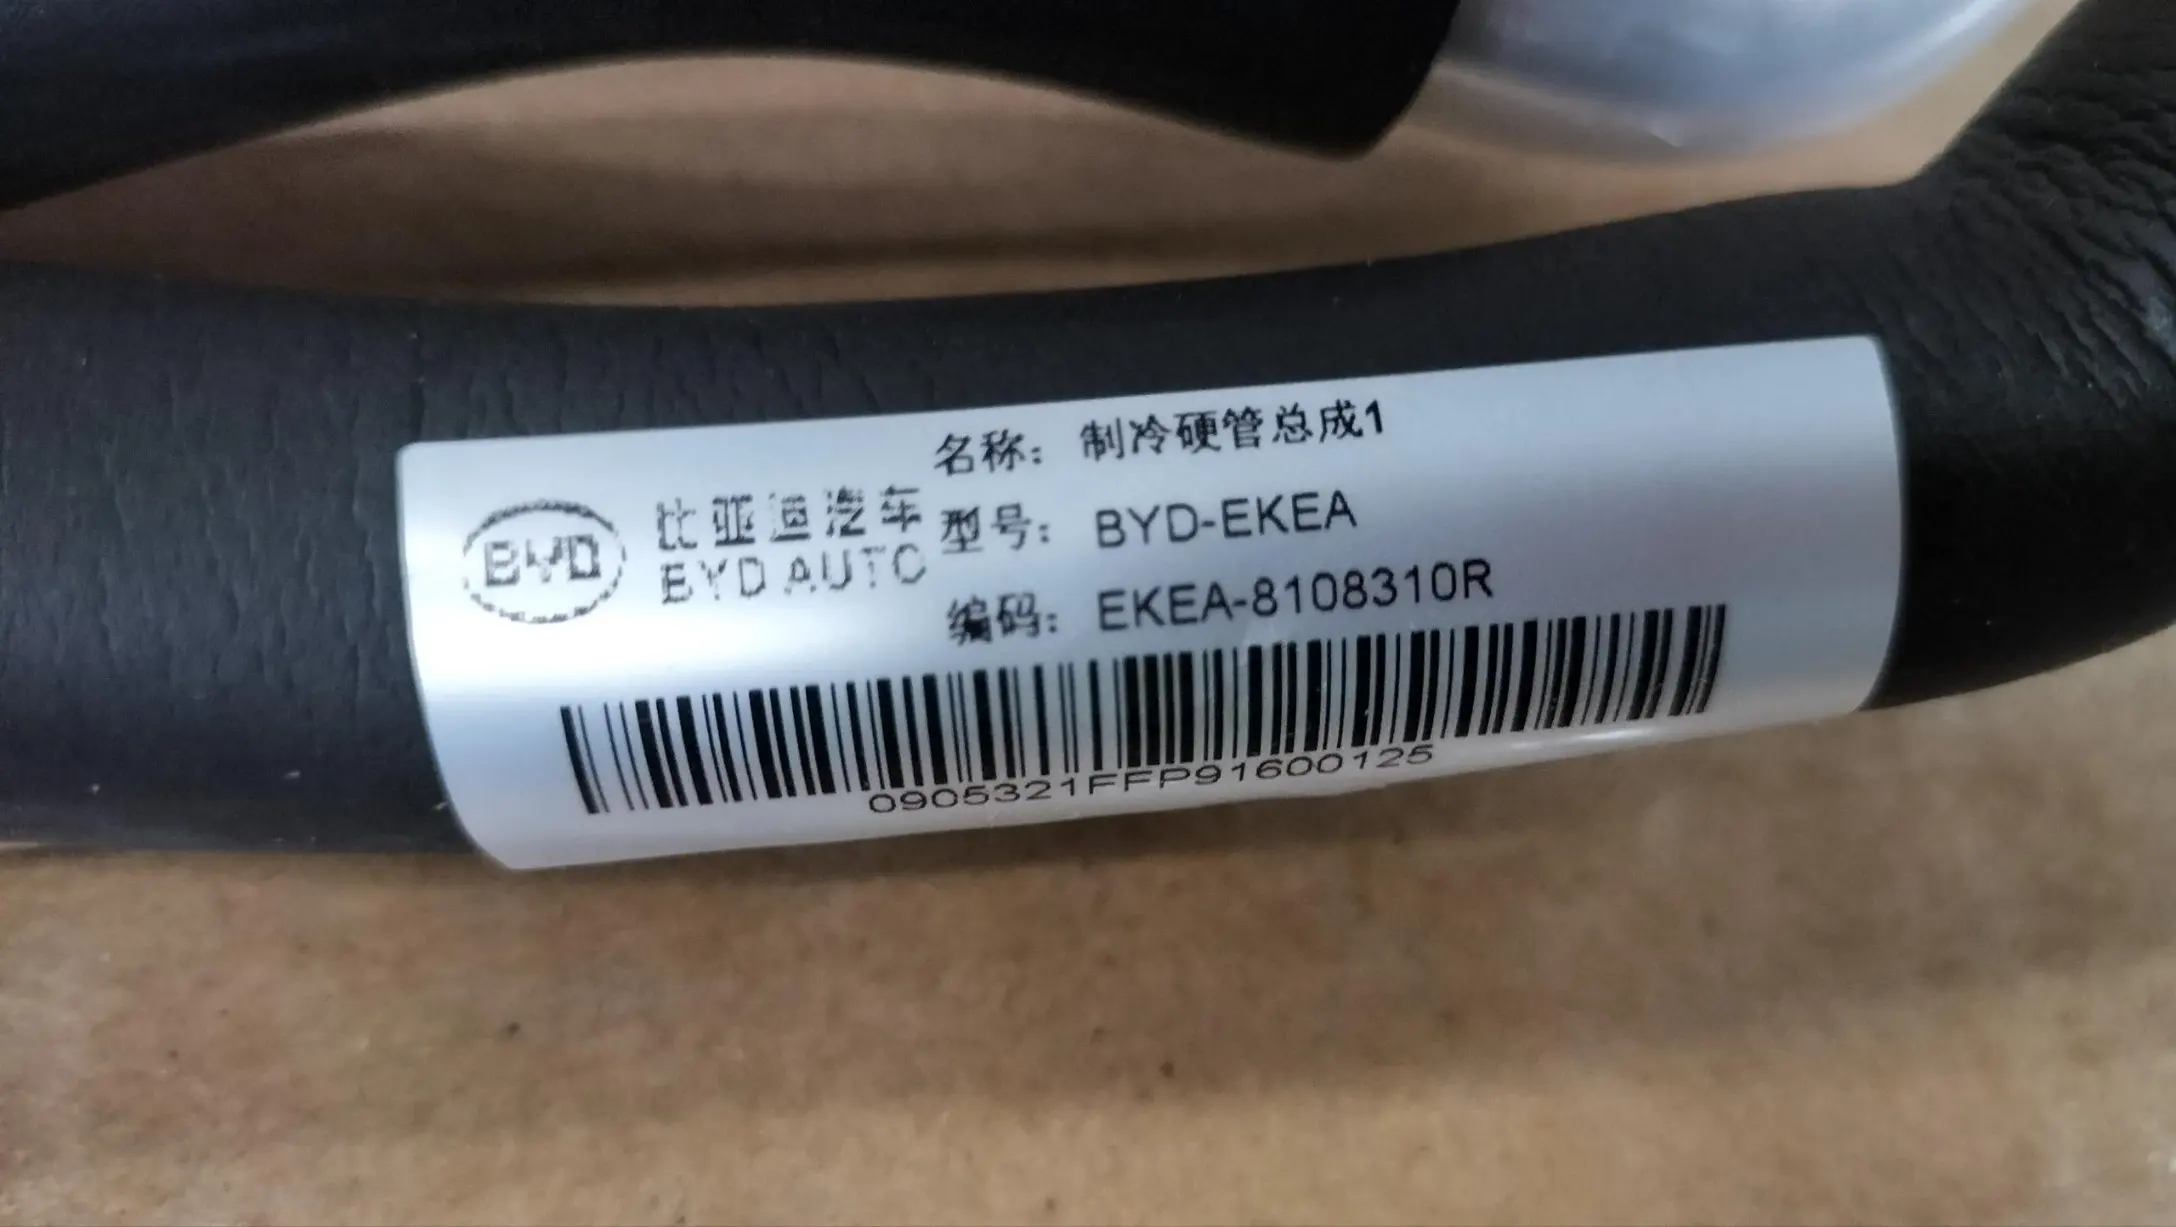 BYD
比亚迪汽车
BYD AUTO
名称：制冷硬管总成1
型号：BYD-EKEA
编码：EKEA-8108310R
0905321FFP91600125